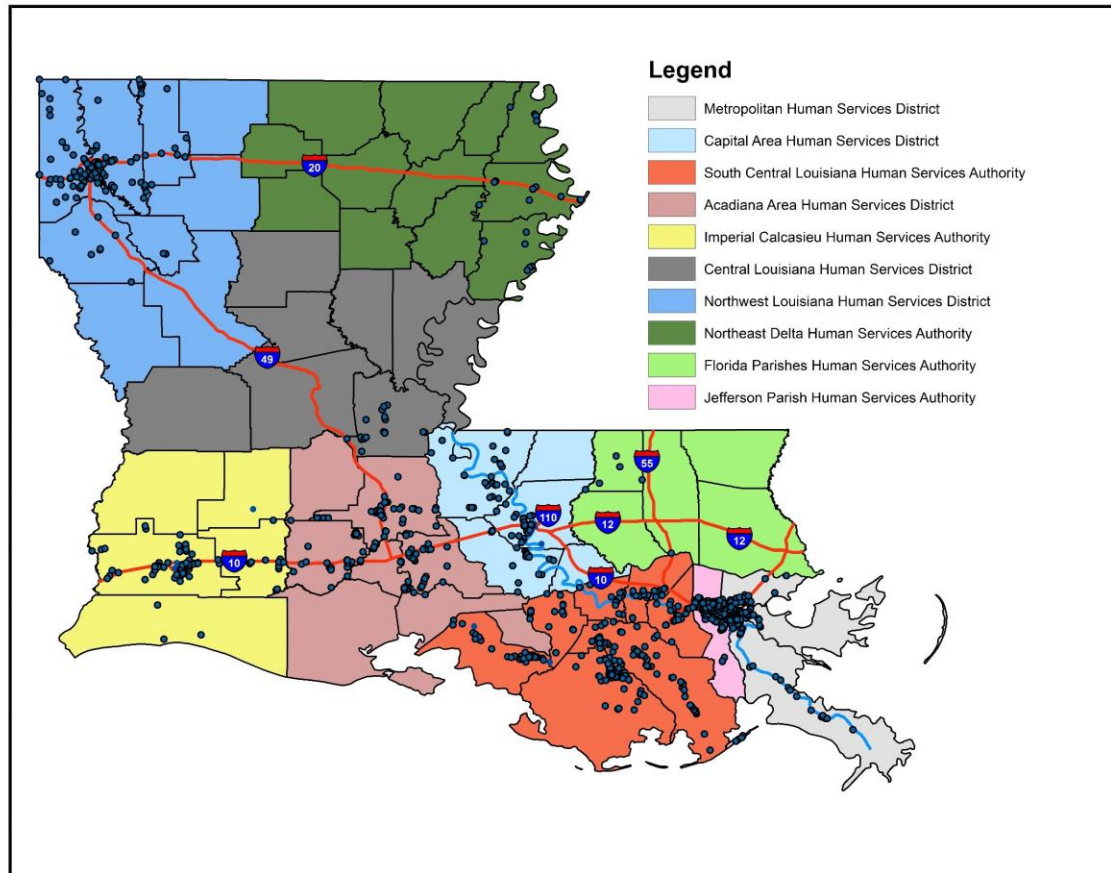 Legend
Metropolitan Human Services District
Capital Area Human Services District
South Central Louisiana Human Services Authority
Acadiana Area Human Services District
Imperial Calcasieu Human Services Authority
Central Louisiana Human Services District
Northwest Louisiana Human Services District
Northeast Delta Human Services Authority
Florida Parishes Human Services Authority
Jefferson Parish Human Services Authority
20
49
55
110
12
12
10
10